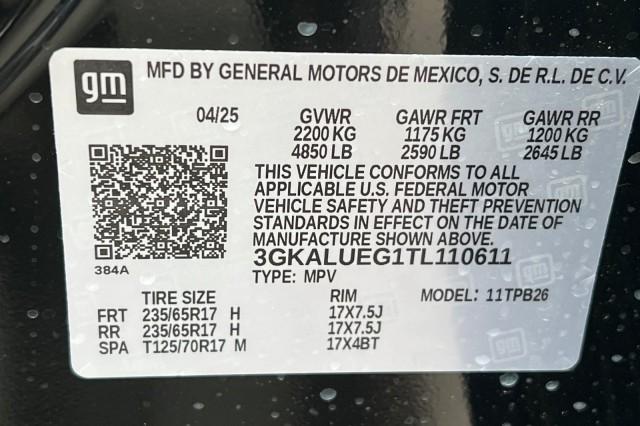 gm
MFD BY GENERAL MOTORS DE MEXICO, S. DE R.L. DE C.V.
04/25 GVWR GAWR FRT GAWR RR
2200 KG 1175 KG 1200 KG
4850 LB 2590 LB 2645 LB
THIS VEHICLE CONFORMS TO ALL
APPLICABLE U.S. FEDERAL MOTOR
VEHICLE SAFETY AND THEFT PREVENTION
STANDARDS IN EFFECT ON THE DATE OF
MANUFACTURE SHOWN ABOVE.
384A
3GKALUEG1TL110611
TYPE: MPV
TIRE SIZE RIM MODEL: 11TPB26
FRT 235/65R17 H 17X7.5J
RR 235/65R17 H 17X7.5J
SPA T125/70R17 M 17X4BT